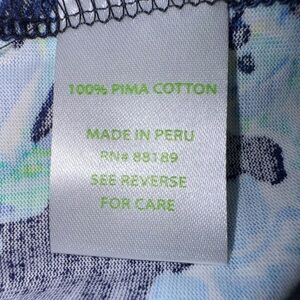 100% PIMA COTTON
MADE IN PERU
RN# 88189
SEE REVERSE
FOR CARE